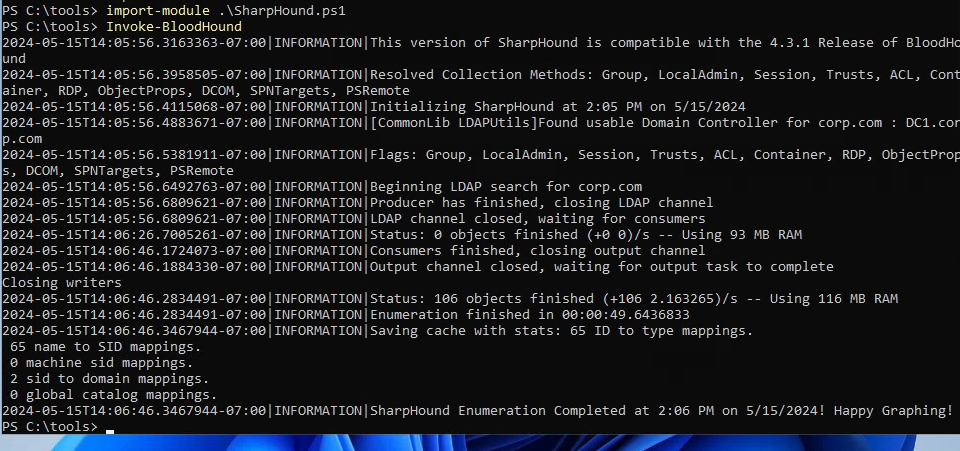 PS C:\tools> import-module .\SharpHound.ps1
PS C:\tools> Invoke-BloodHound
2024-05-15T14:05:56.3163363-07:00|INFORMATION|This version of SharpHound is compatible with the 4.3.1 Release of BloodHo
und
2024-05-15T14:05:56.3958505-07:00|INFORMATION|Resolved Collection Methods: Group, LocalAdmin, Session, Trusts, ACL, Cont
ainer, RDP, ObjectProps, DCOM, SPNTargets, PSRemote
2024-05-15T14:05:56.4115068-07:00|INFORMATION|Initializing SharpHound at 2:05 PM on 5/15/2024
2024-05-15T14:05:56.4883671-07:00|INFORMATION|[CommonLib LDAPUtils]Found usable Domain Controller for corp.com : DC1.cor
p.com
2024-05-15T14:05:56.5381911-07:00|INFORMATION|Flags: Group, LocalAdmin, Session, Trusts, ACL, Container, RDP, ObjectProp
s, DCOM, SPNTargets, PSRemote
2024-05-15T14:05:56.6492763-07:00|INFORMATION|Beginning LDAP search for corp.com
2024-05-15T14:05:56.6809621-07:00|INFORMATION|Producer has finished, closing LDAP channel
2024-05-15T14:05:56.6809621-07:00|INFORMATION|LDAP channel closed, waiting for consumers
2024-05-15T14:06:26.7005261-07:00|INFORMATION|Status: 0 objects finished (+0 0)/s -- Using 93 MB RAM
2024-05-15T14:06:46.1724073-07:00|INFORMATION|Consumers finished, closing output channel
2024-05-15T14:06:46.1884330-07:00|INFORMATION|Output channel closed, waiting for output task to complete
Closing writers
2024-05-15T14:06:46.2834491-07:00|INFORMATION|Status: 106 objects finished (+106 2.163265)/s -- Using 116 MB RAM
2024-05-15T14:06:46.2834491-07:00|INFORMATION|Enumeration finished in 00:00:49.6436833
2024-05-15T14:06:46.3467944-07:00|INFORMATION|Saving cache with stats: 65 ID to type mappings.
 65 name to SID mappings.
 0 machine sid mappings.
 2 sid to domain mappings.
 0 global catalog mappings.
2024-05-15T14:06:46.3467944-07:00|INFORMATION|SharpHound Enumeration Completed at 2:06 PM on 5/15/2024! Happy Graphing!
PS C:\tools>